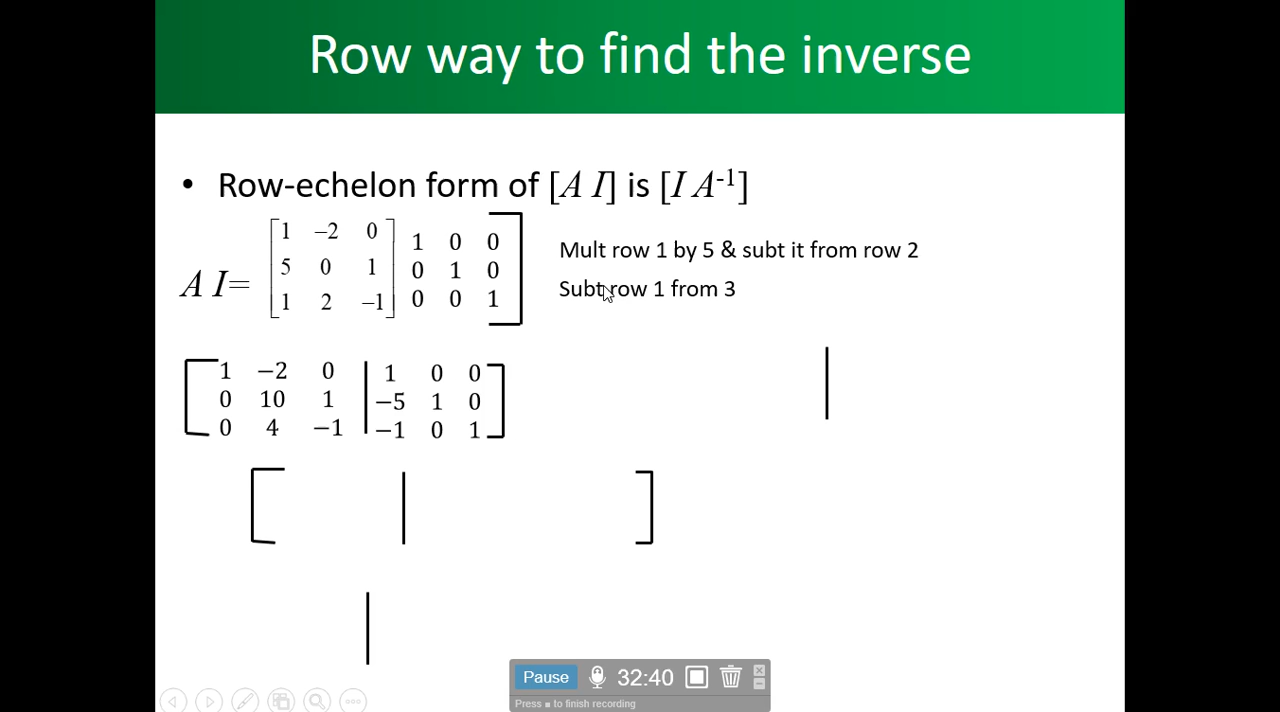 Row way to find the inverse
• Row-echelon form of [A I] is [I A⁻¹]
A I= [1 −2 0] 1 0 0
[5 0 1] 0 1 0
[1 2 −1] 0 0 1
Mult row 1 by 5 & subt it from row 2
Subt row 1 from 3
1 −2 0 | 1 0 0
0 10 1 | −5 1 0
0 4 −1 | −1 0 1
Pause 32:40
Press ■ to finish recording